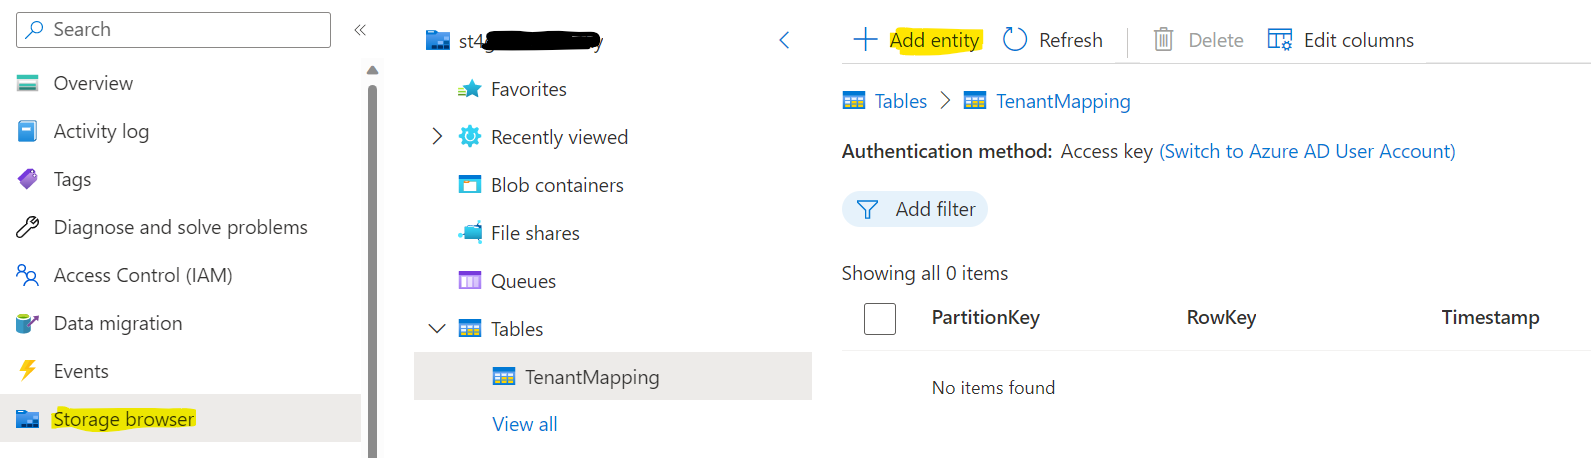 Search
Overview
Activity log
Tags
Diagnose and solve problems
Access Control (IAM)
Data migration
Events
Storage browser
Favorites
Recently viewed
Blob containers
File shares
Queues
Tables
TenantMapping
View all
Add entity Refresh Delete Edit columns
Tables > TenantMapping
Authentication method: Access key (Switch to Azure AD User Account)
Add filter
Showing all 0 items
PartitionKey RowKey Timestamp
No items found